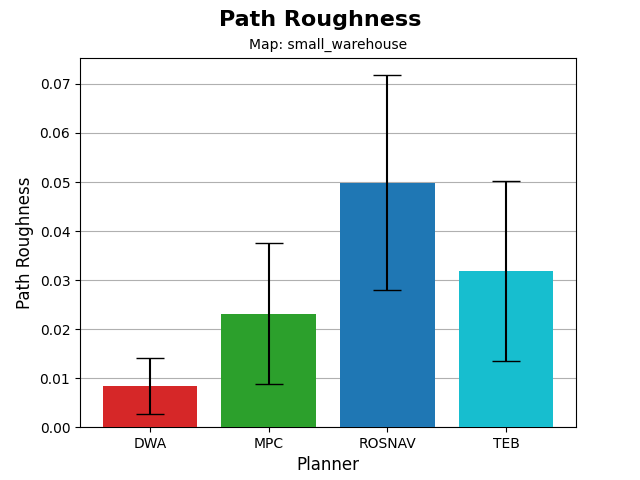 Path Roughness
Map: small_warehouse
Path Roughness
0.07
0.06
0.05
0.04
0.03
0.02
0.01
0.00
DWA MPC ROSNAV TEB
Planner